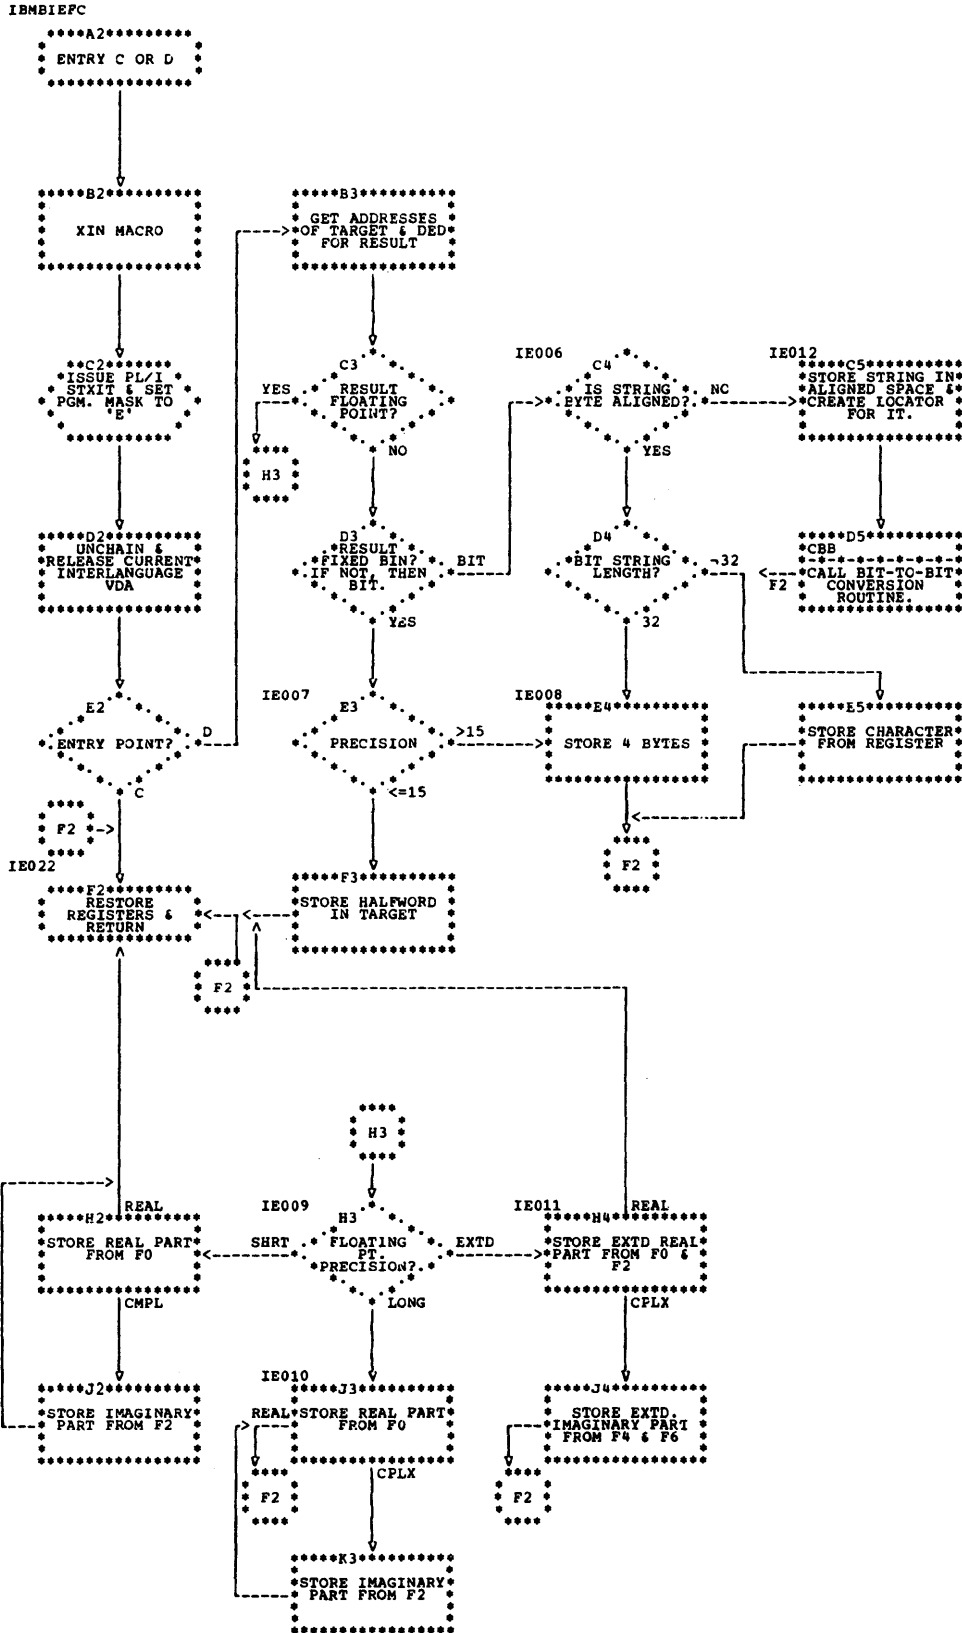 IBMBIEFC
A2
ENTRY C OR D
B2
XIN MACRO
B3
GET ADDRESSES
OF TARGET & DED
FOR RESULT
C2
ISSUE PL/I
STXIT & SET
PGM. MASK TO
'E'
C3
RESULT
FLOATING
POINT?
YES
NO
H3
IE006
C4
IS STRING
BYTE ALIGNED?
NC
YES
IE012
C5
STORE STRING IN
ALIGNED SPACE &
CREATE LOCATOR
FOR IT.
D2
UNCHAIN &
RELEASE CURRENT
INTERLANGUAGE
VDA
D3
RESULT
FIXED BIN?
IF NOT, THEN
BIT.
BIT
YES
D4
BIT STRING
LENGTH?
¬32
32
D5
CBB
CALL BIT-TO-BIT
CONVERSION
ROUTINE.
F2
E2
ENTRY POINT?
D
C
IE007
E3
PRECISION
>15
<=15
IE008
E4
STORE 4 BYTES
E5
STORE CHARACTER
FROM REGISTER
F2
F2
IE022
F2
RESTORE
REGISTERS &
RETURN
F3
STORE HALFWORD
IN TARGET
F2
H3
REAL
H2
STORE REAL PART
FROM F0
CMPL
IE009
H3
FLOATING
PT.
PRECISION?
SHRT
EXTD
LONG
IE011
REAL
H4
STORE EXTD REAL
PART FROM F0 &
F2
CPLX
J2
STORE IMAGINARY
PART FROM F2
IE010
J3
REAL
STORE REAL PART
FROM F0
CPLX
F2
J4
STORE EXTD.
IMAGINARY PART
FROM F4 & F6
F2
K3
STORE IMAGINARY
PART FROM F2